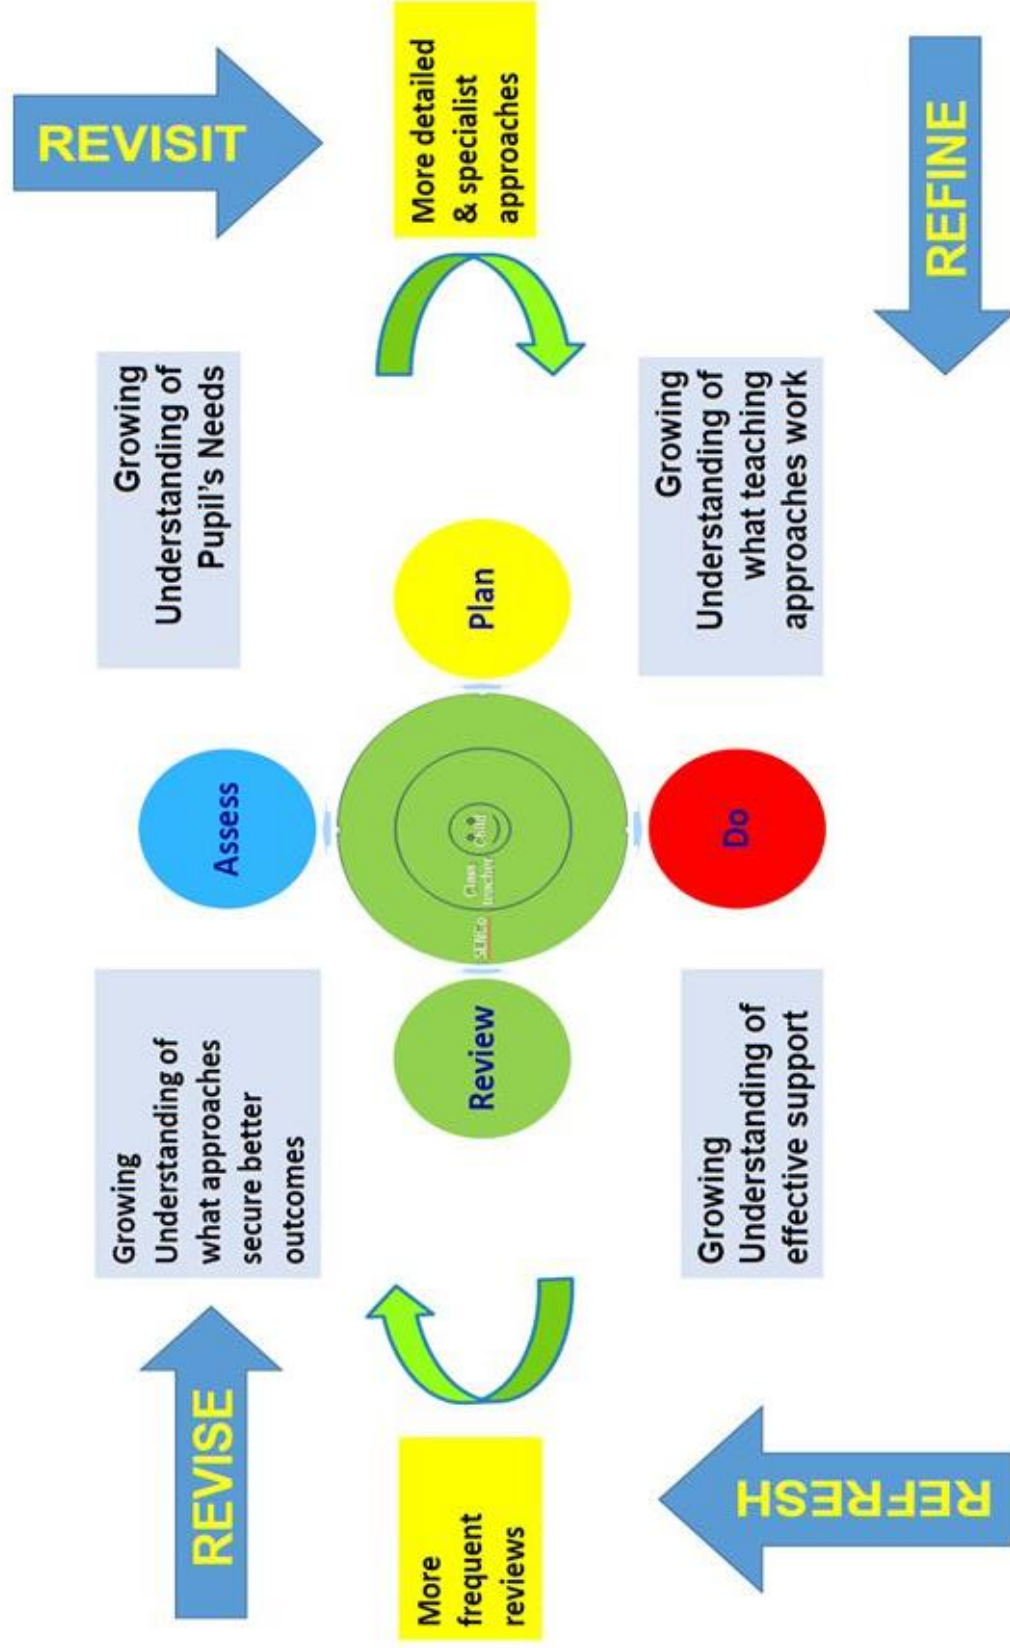 REVISIT
REVISE
Growing
Understanding of
what approaches
secure better
outcomes
Assess
Growing
Understanding of
Pupil's Needs
More
frequent
reviews
Review
SENCo
Class
teacher
Child
Plan
More detailed
& specialist
approaches
Growing
Understanding of
effective support
Do
Growing
Understanding of
what teaching
approaches work
REFRESH
REFINE